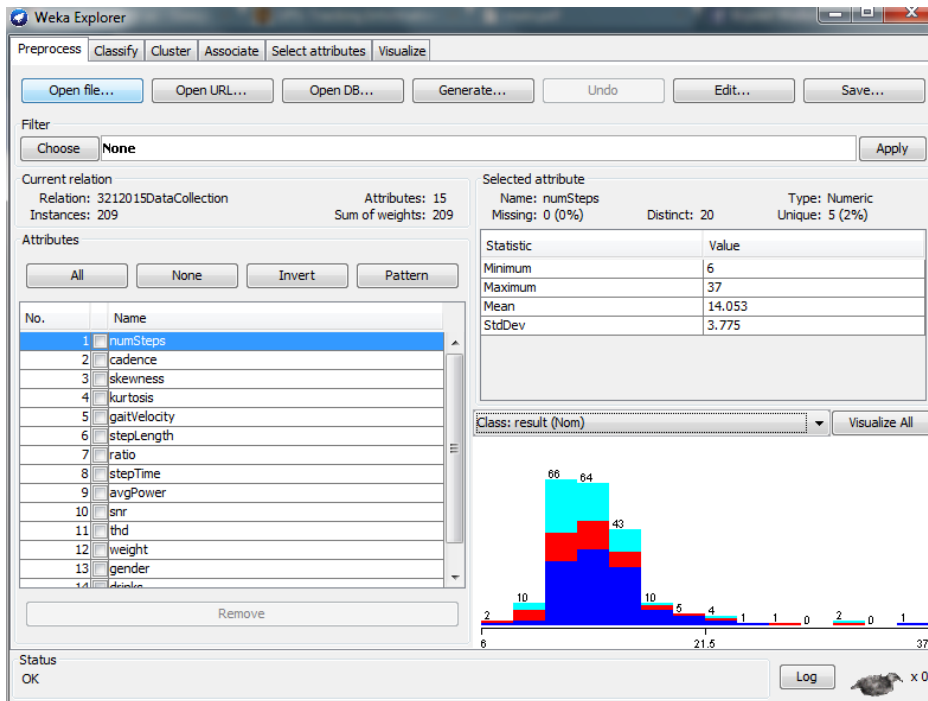 Weka Explorer
Preprocess Classify Cluster Associate Select attributes Visualize
Open file... Open URL... Open DB... Generate... Undo Edit... Save...
Filter
Choose None Apply
Current relation
Relation: 3212015DataCollection Attributes: 15
Instances: 209 Sum of weights: 209
Attributes
All None Invert Pattern
No. Name
1 numSteps
2 cadence
3 skewness
4 kurtosis
5 gaitVelocity
6 stepLength
7 ratio
8 stepTime
9 avgPower
10 snr
11 thd
12 weight
13 gender
14 drinks
Remove
Selected attribute
Name: numSteps Type: Numeric
Missing: 0 (0%) Distinct: 20 Unique: 5 (2%)
Statistic Value
Minimum 6
Maximum 37
Mean 14.053
StdDev 3.775
Class: result (Nom) Visualize All
2 10 66 64 43 10 5 4 1 1 0 2 0 1
6 21.5 37
Status
OK
Log x 0